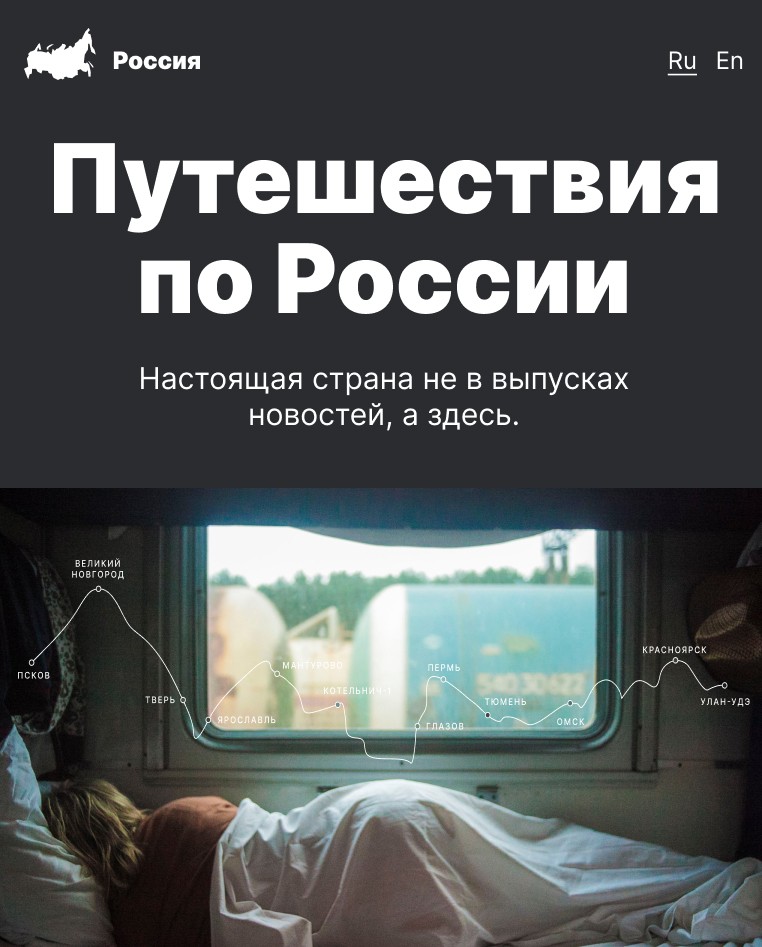 Россия
Ru En
Путешествия
по России
Настоящая страна не в выпусках
новостей, а здесь.
ВЕЛИКИЙ
НОВГОРОД
ПСКОВ
ТВЕРЬ
ЯРОСЛАВЛЬ
МАНТУРОВО
КОТЕЛЬНИЧ-1
ГЛАЗОВ
ПЕРМЬ
54030622
ТЮМЕНЬ
ОМСК
КРАСНОЯРСК
УЛАН-УДЭ